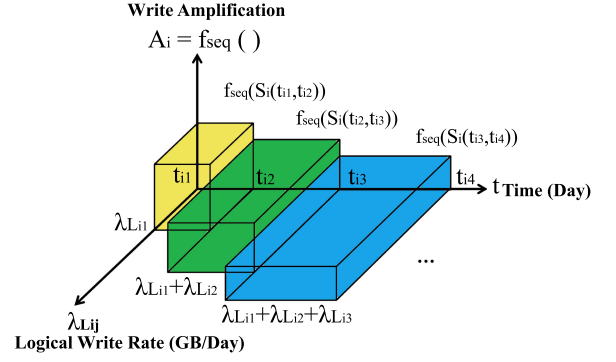 Write Amplification
Ai = fseq ( )
fseq(Si(ti1,ti2))
fseq(Si(ti2,ti3))
fseq(Si(ti3,ti4))
ti1
ti2
ti3
ti4
t Time (Day)
λLi1
λLi1+λLi2
λLi1+λLi2+λLi3
...
λLij
Logical Write Rate (GB/Day)